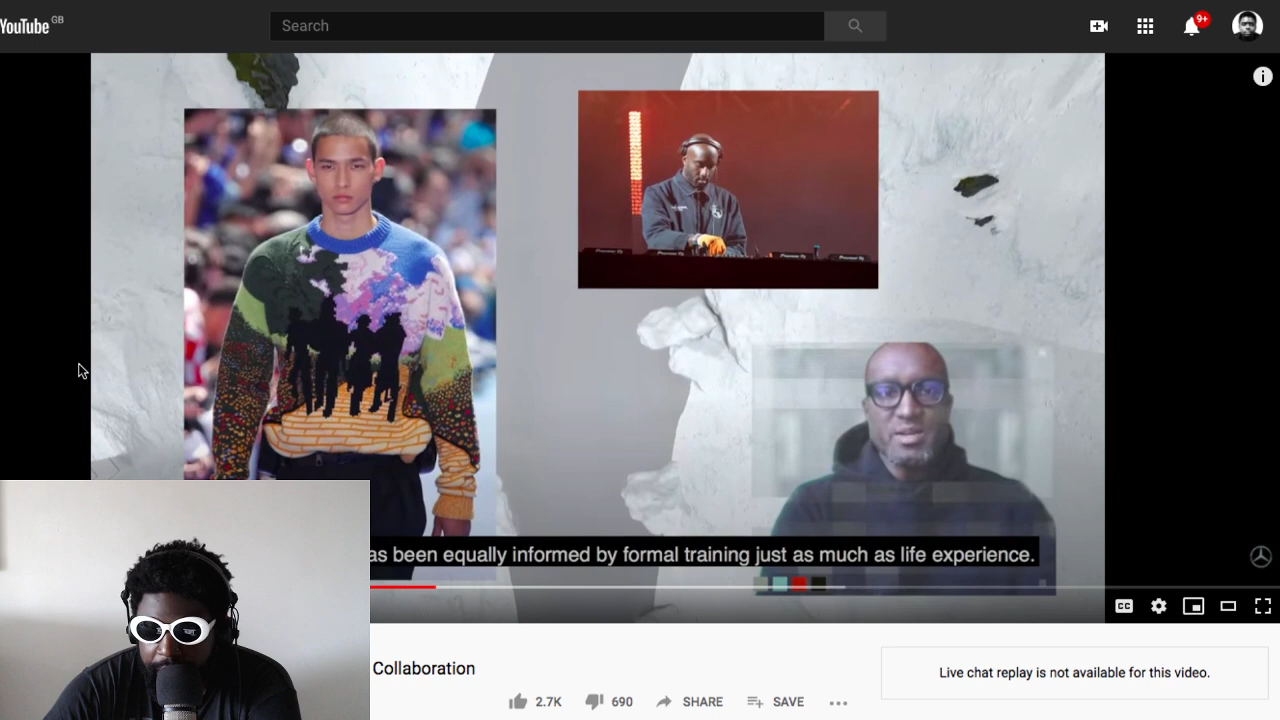 YouTube GB
Search
9+
i
as been equally informed by formal training just as much as life experience.
CC
Collaboration
2.7K 690 SHARE SAVE
Live chat replay is not available for this video.